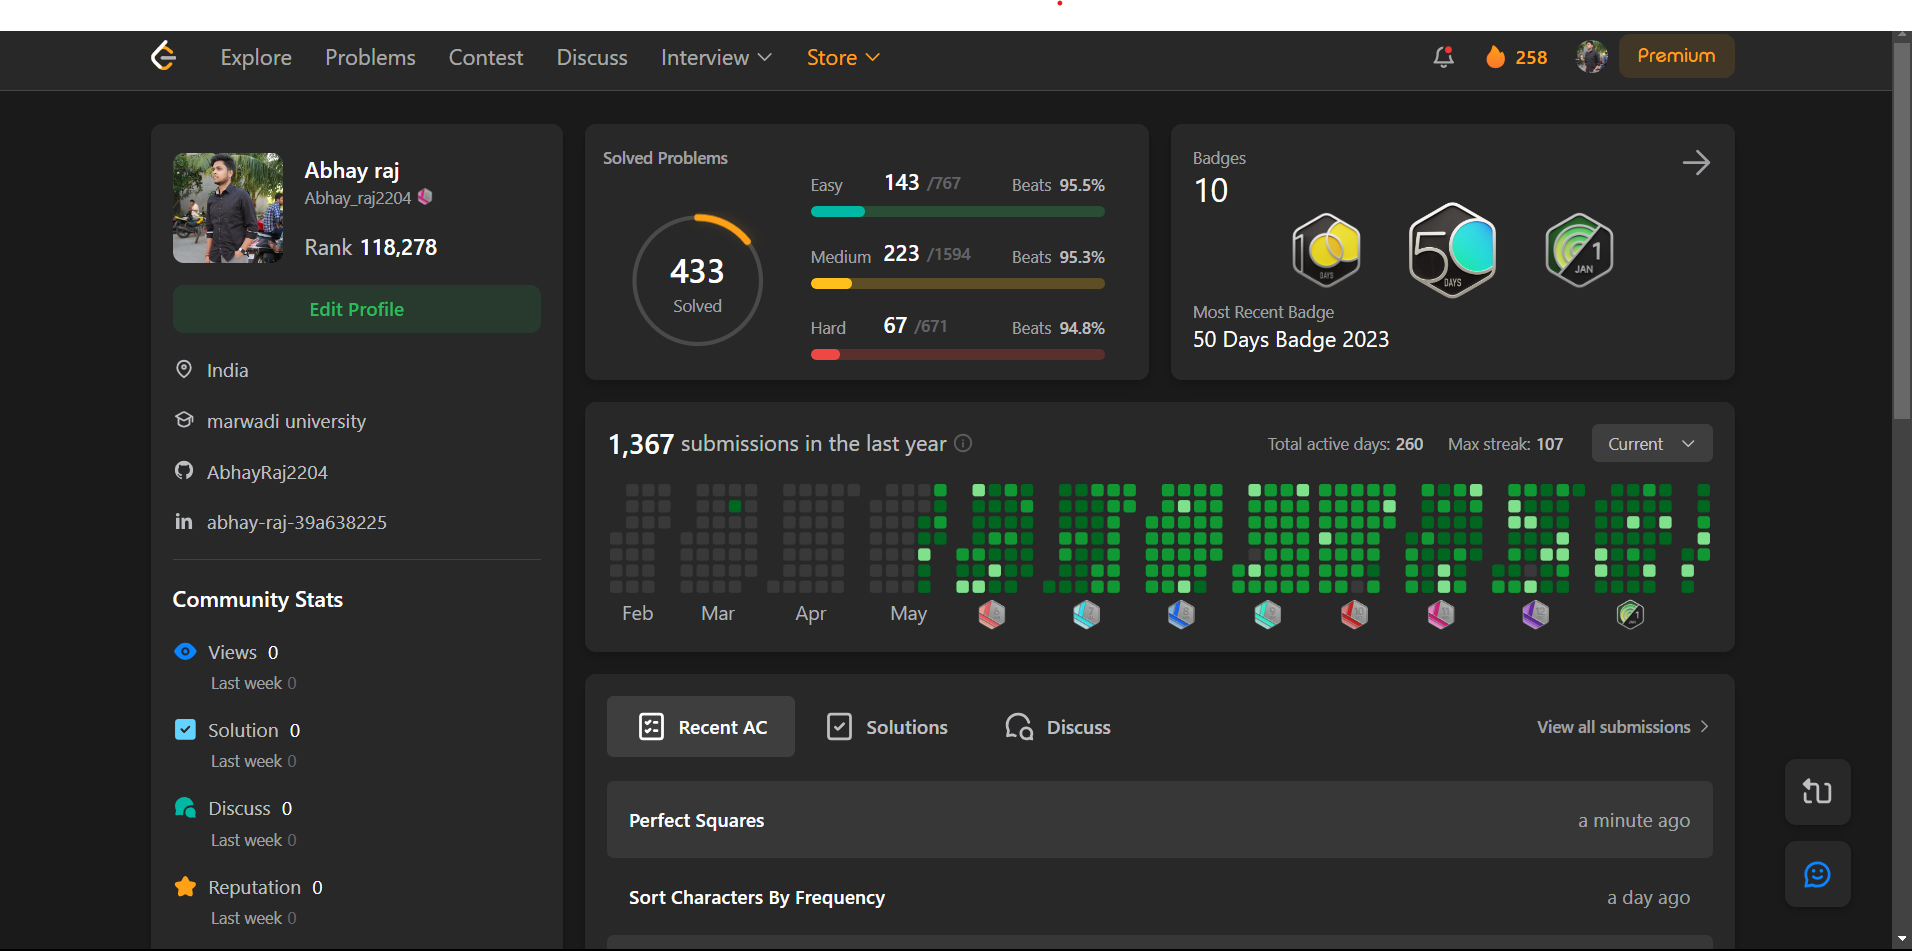 Explore Problems Contest Discuss Interview Store 258 Premium
Abhay raj
Abhay_raj2204
Rank 118,278
Edit Profile
India
marwadi university
AbhayRaj2204
abhay-raj-39a638225
Community Stats
Views 0
Last week 0
Solution 0
Last week 0
Discuss 0
Last week 0
Reputation 0
Last week 0
Solved Problems
433
Solved
Easy 143 /767 Beats 95.5%
Medium 223 /1594 Beats 95.3%
Hard 67 /671 Beats 94.8%
Badges
10
100 DAYS
50 DAYS
1 JAN
Most Recent Badge
50 Days Badge 2023
1,367 submissions in the last year
Total active days: 260 Max streak: 107 Current
Feb Mar Apr May
Recent AC Solutions Discuss View all submissions
Perfect Squares a minute ago
Sort Characters By Frequency a day ago